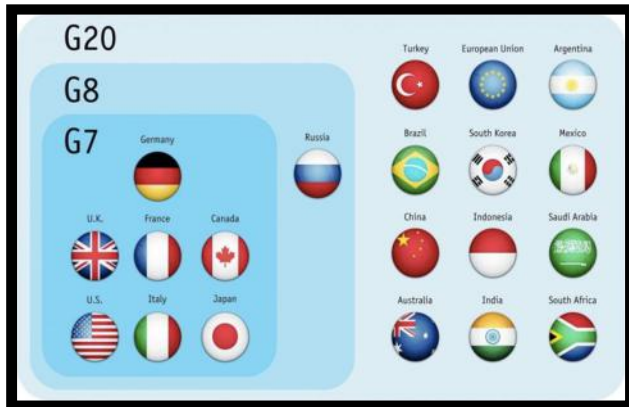 G20
Turkey European Union Argentina
G8
G7 Germany Russia Brazil South Korea Mexico
U.K. France Canada China Indonesia Saudi Arabia
U.S. Italy Japan Australia India South Africa